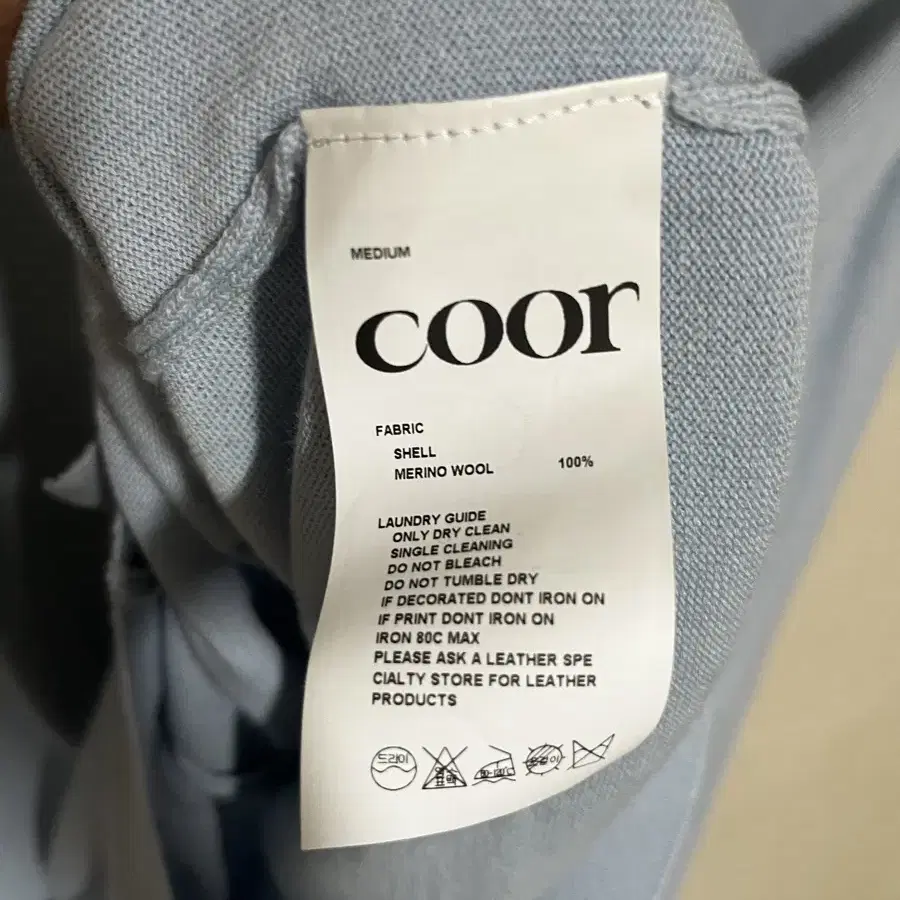 MEDIUM
coor
FABRIC
SHELL
MERINO WOOL 100%
LAUNDRY GUIDE
ONLY DRY CLEAN
SINGLE CLEANING
DO NOT BLEACH
DO NOT TUMBLE DRY
IF DECORATED DONT IRON ON
IF PRINT DONT IRON ON
IRON 80C MAX
PLEASE ASK A LEATHER SPE
CIALTY STORE FOR LEATHER
PRODUCTS
드라이